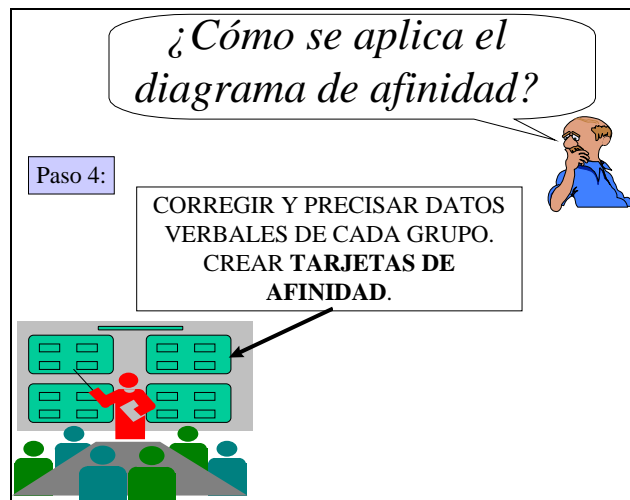 ¿Cómo se aplica el
diagrama de afinidad?
Paso 4:
CORREGIR Y PRECISAR DATOS
VERBALES DE CADA GRUPO.
CREAR TARJETAS DE
AFINIDAD.